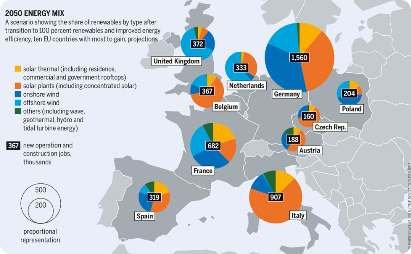 2050 ENERGY MIX
A scenario showing the share of renewables by type after
transition to 100 percent renewables and improved energy
efficiency, ten EU countries with most to gain, projections
solar thermal (including residence,
commercial and government rooftops)
solar plants (including concentrated solar)
onshore wind
offshore wind
others (including wave,
geothermal, hydro and
tidal turbine energy)
367 new operation and
construction jobs,
thousands
500
200
proportional
representation
372
United Kingdom
333
Netherlands
367
Belgium
1,560
Germany
204
Poland
160
Czech Rep.
188
Austria
682
France
319
Spain
907
Italy